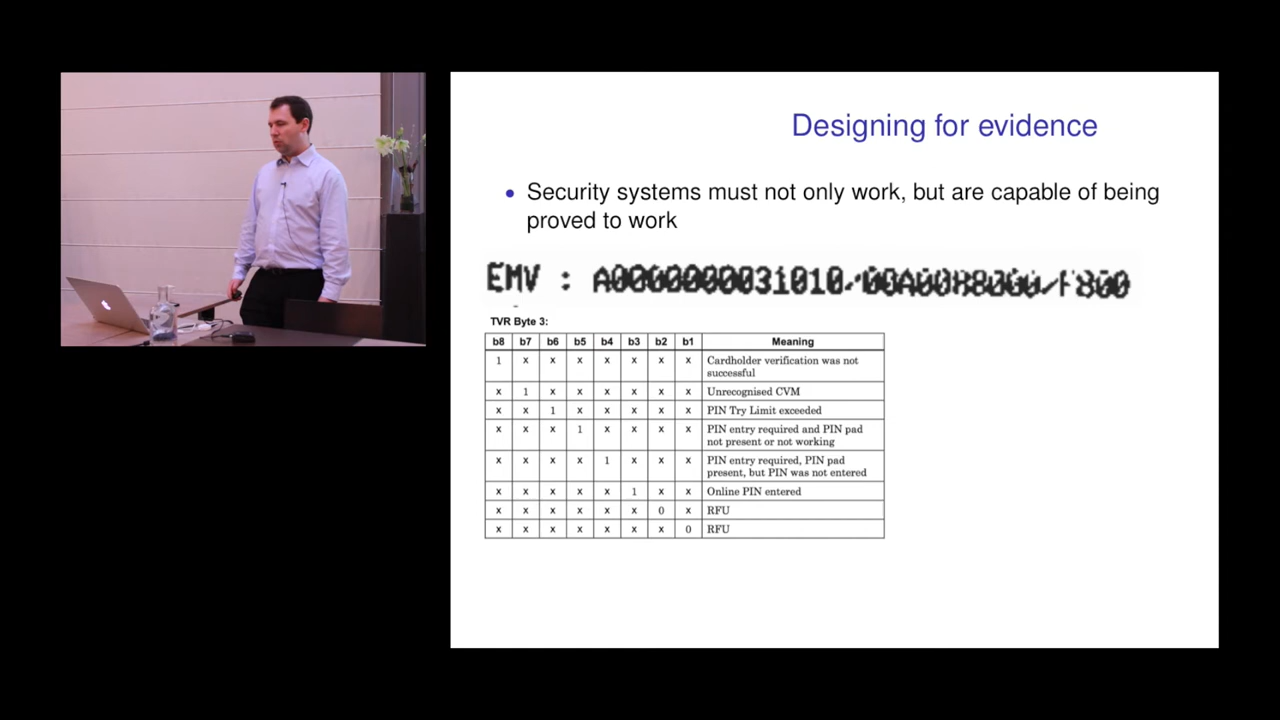 Designing for evidence
• Security systems must not only work, but are capable of being
proved to work
EMV :
TVR Byte 3:
b8 b7 b6 b5 b4 b3 b2 b1 Meaning
1 x x x x x x x Cardholder verification was not
successful
x 1 x x x x x x Unrecognised CVM
x x 1 x x x x x PIN Try Limit exceeded
x x x 1 x x x x PIN entry required and PIN pad
not present or not working
x x x x 1 x x x PIN entry required, PIN pad
present, but PIN was not entered
x x x x x 1 x x Online PIN entered
x x x x x x 0 x RFU
x x x x x x x 0 RFU